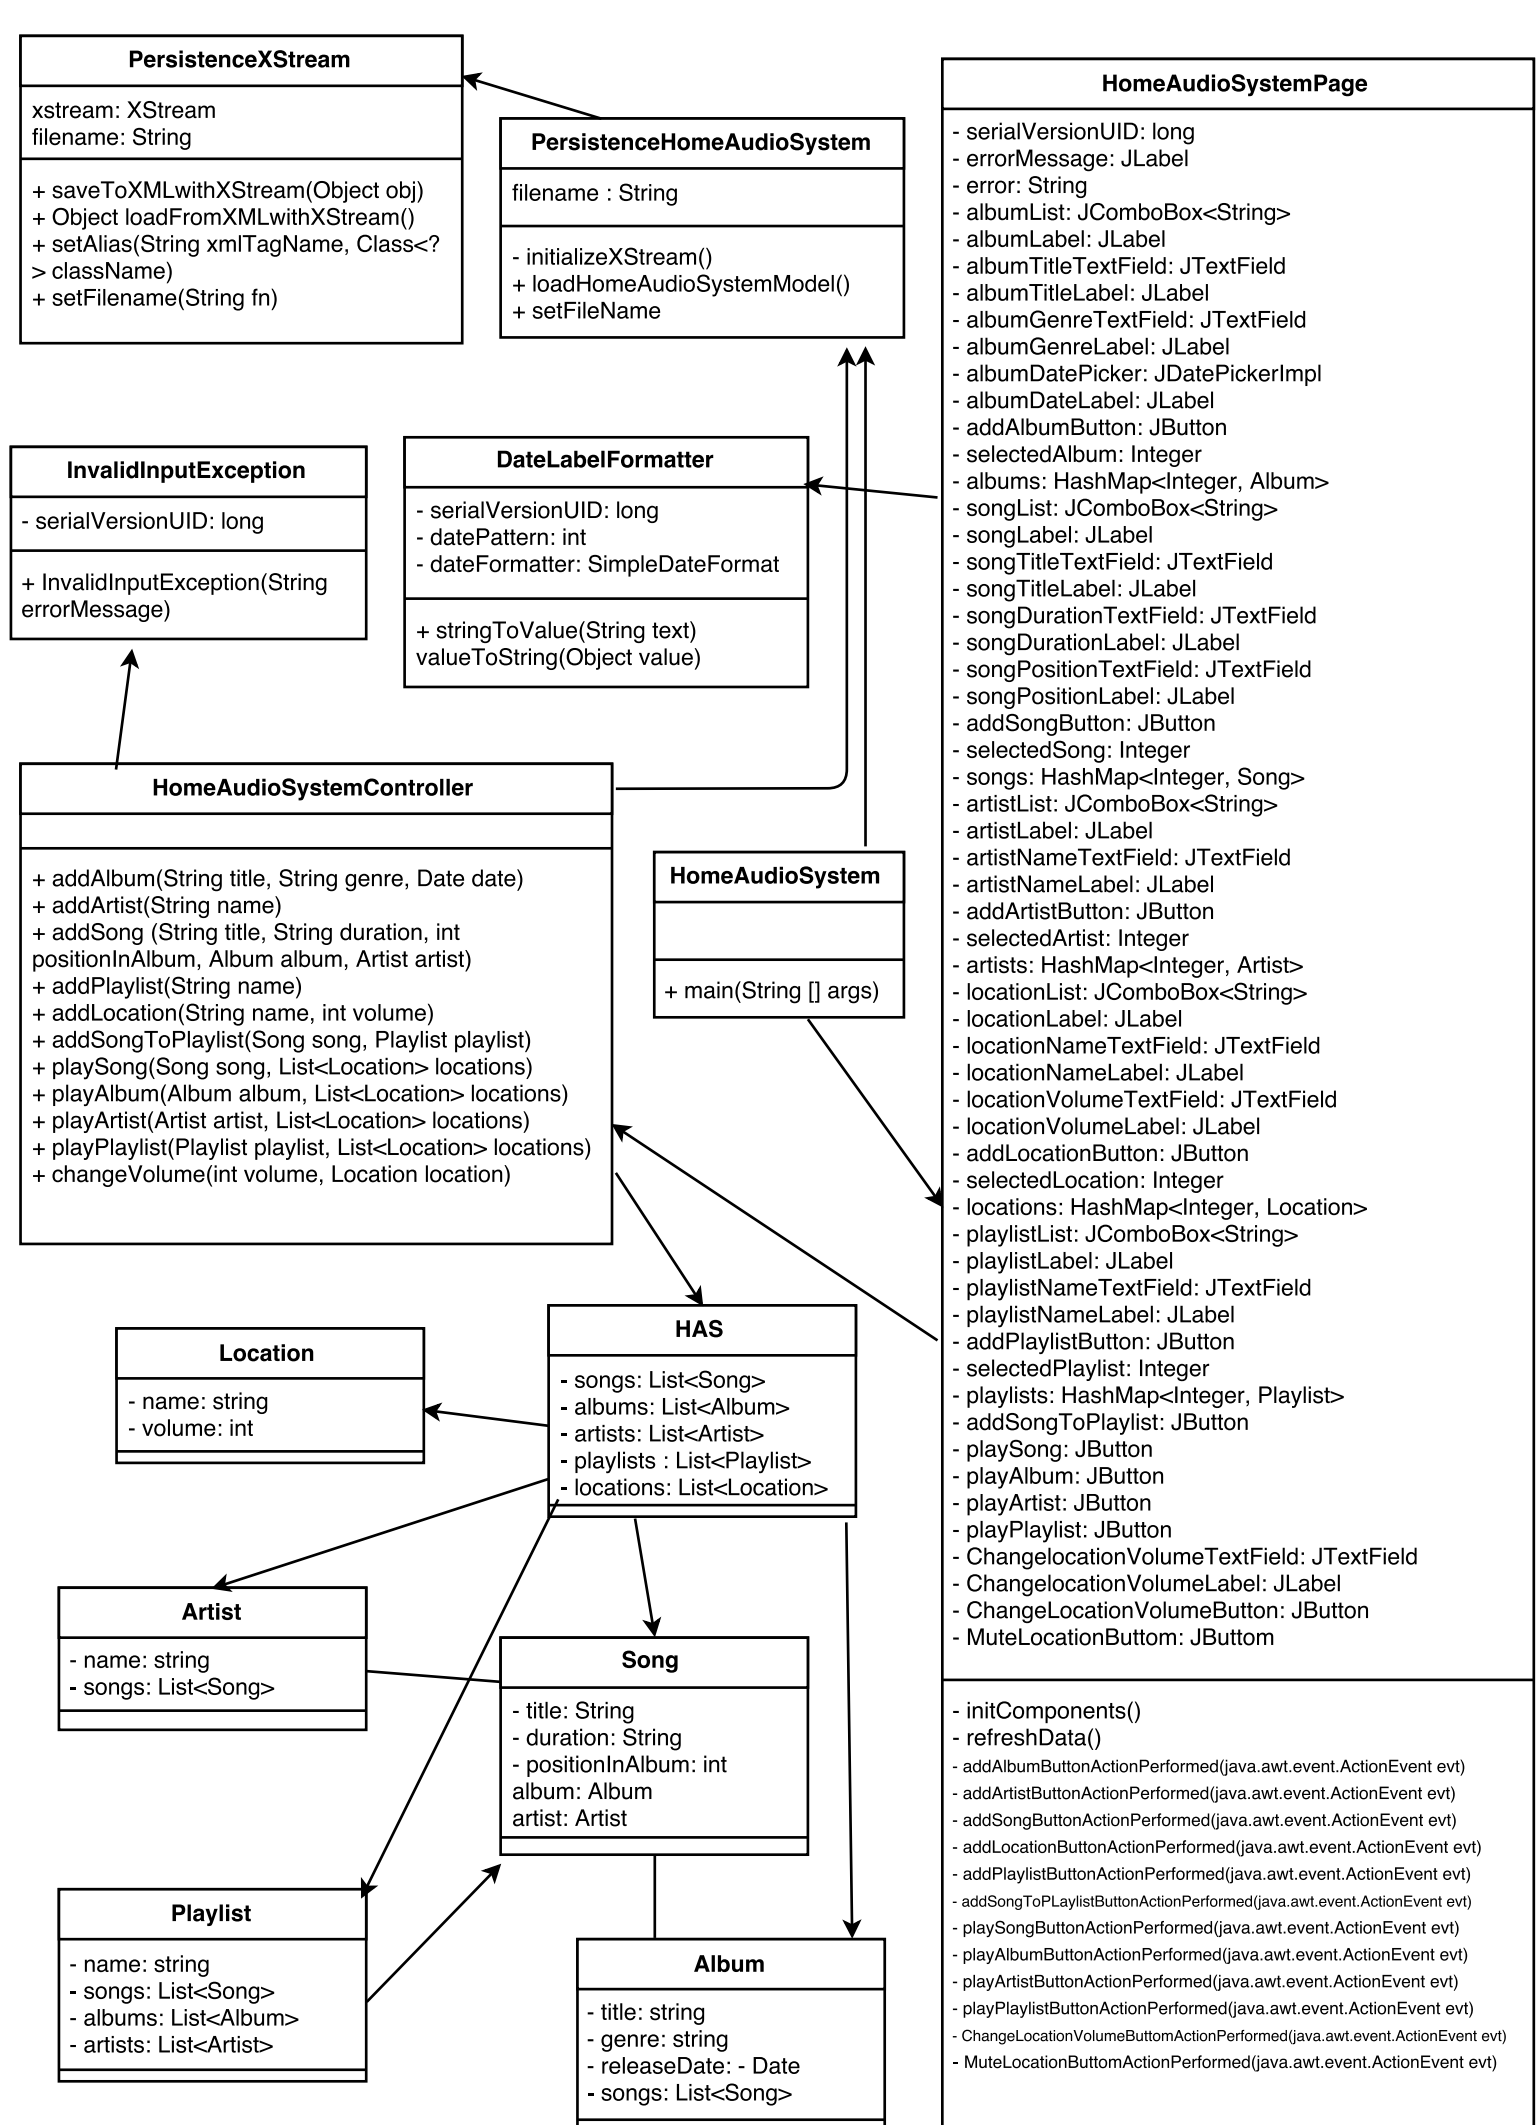 PersistenceXStream
xstream: XStream
filename: String
+ saveToXMLwithXStream(Object obj)
+ Object loadFromXMLwithXStream()
+ setAlias(String xmlTagName, Class<?
> className)
+ setFilename(String fn)
PersistenceHomeAudioSystem
filename : String
- initializeXStream()
+ loadHomeAudioSystemModel()
+ setFileName
InvalidInputException
- serialVersionUID: long
+ InvalidInputException(String
errorMessage)
DateLabelFormatter
- serialVersionUID: long
- datePattern: int
- dateFormatter: SimpleDateFormat
+ stringToValue(String text)
valueToString(Object value)
HomeAudioSystemController
+ addAlbum(String title, String genre, Date date)
+ addArtist(String name)
+ addSong (String title, String duration, int
positionInAlbum, Album album, Artist artist)
+ addPlaylist(String name)
+ addLocation(String name, int volume)
+ addSongToPlaylist(Song song, Playlist playlist)
+ playSong(Song song, List<Location> locations)
+ playAlbum(Album album, List<Location> locations)
+ playArtist(Artist artist, List<Location> locations)
+ playPlaylist(Playlist playlist, List<Location> locations)
+ changeVolume(int volume, Location location)
HomeAudioSystem
+ main(String [] args)
HAS
- songs: List<Song>
- albums: List<Album>
- artists: List<Artist>
- playlists : List<Playlist>
- locations: List<Location>
Location
- name: string
- volume: int
Artist
- name: string
- songs: List<Song>
Song
- title: String
- duration: String
- positionInAlbum: int
album: Album
artist: Artist
Playlist
- name: string
- songs: List<Song>
- albums: List<Album>
- artists: List<Artist>
Album
- title: string
- genre: string
- releaseDate: - Date
- songs: List<Song>
HomeAudioSystemPage
- serialVersionUID: long
- errorMessage: JLabel
- error: String
- albumList: JComboBox<String>
- albumLabel: JLabel
- albumTitleTextField: JTextField
- albumTitleLabel: JLabel
- albumGenreTextField: JTextField
- albumGenreLabel: JLabel
- albumDatePicker: JDatePickerImpl
- albumDateLabel: JLabel
- addAlbumButton: JButton
- selectedAlbum: Integer
- albums: HashMap<Integer, Album>
- songList: JComboBox<String>
- songLabel: JLabel
- songTitleTextField: JTextField
- songTitleLabel: JLabel
- songDurationTextField: JTextField
- songDurationLabel: JLabel
- songPositionTextField: JTextField
- songPositionLabel: JLabel
- addSongButton: JButton
- selectedSong: Integer
- songs: HashMap<Integer, Song>
- artistList: JComboBox<String>
- artistLabel: JLabel
- artistNameTextField: JTextField
- artistNameLabel: JLabel
- addArtistButton: JButton
- selectedArtist: Integer
- artists: HashMap<Integer, Artist>
- locationList: JComboBox<String>
- locationLabel: JLabel
- locationNameTextField: JTextField
- locationNameLabel: JLabel
- locationVolumeTextField: JTextField
- locationVolumeLabel: JLabel
- addLocationButton: JButton
- selectedLocation: Integer
- locations: HashMap<Integer, Location>
- playlistList: JComboBox<String>
- playlistLabel: JLabel
- playlistNameTextField: JTextField
- playlistNameLabel: JLabel
- addPlaylistButton: JButton
- selectedPlaylist: Integer
- playlists: HashMap<Integer, Playlist>
- addSongToPlaylist: JButton
- playSong: JButton
- playAlbum: JButton
- playArtist: JButton
- playPlaylist: JButton
- ChangelocationVolumeTextField: JTextField
- ChangelocationVolumeLabel: JLabel
- ChangeLocationVolumeButton: JButton
- MuteLocationButtom: JButtom
- initComponents()
- refreshData()
- addAlbumButtonActionPerformed(java.awt.event.ActionEvent evt)
- addArtistButtonActionPerformed(java.awt.event.ActionEvent evt)
- addSongButtonActionPerformed(java.awt.event.ActionEvent evt)
- addLocationButtonActionPerformed(java.awt.event.ActionEvent evt)
- addPlaylistButtonActionPerformed(java.awt.event.ActionEvent evt)
- addSongToPLaylistButtonActionPerformed(java.awt.event.ActionEvent evt)
- playSongButtonActionPerformed(java.awt.event.ActionEvent evt)
- playAlbumButtonActionPerformed(java.awt.event.ActionEvent evt)
- playArtistButtonActionPerformed(java.awt.event.ActionEvent evt)
- playPlaylistButtonActionPerformed(java.awt.event.ActionEvent evt)
- ChangeLocationVolumeButtomActionPerformed(java.awt.event.ActionEvent evt)
- MuteLocationButtomActionPerformed(java.awt.event.ActionEvent evt)